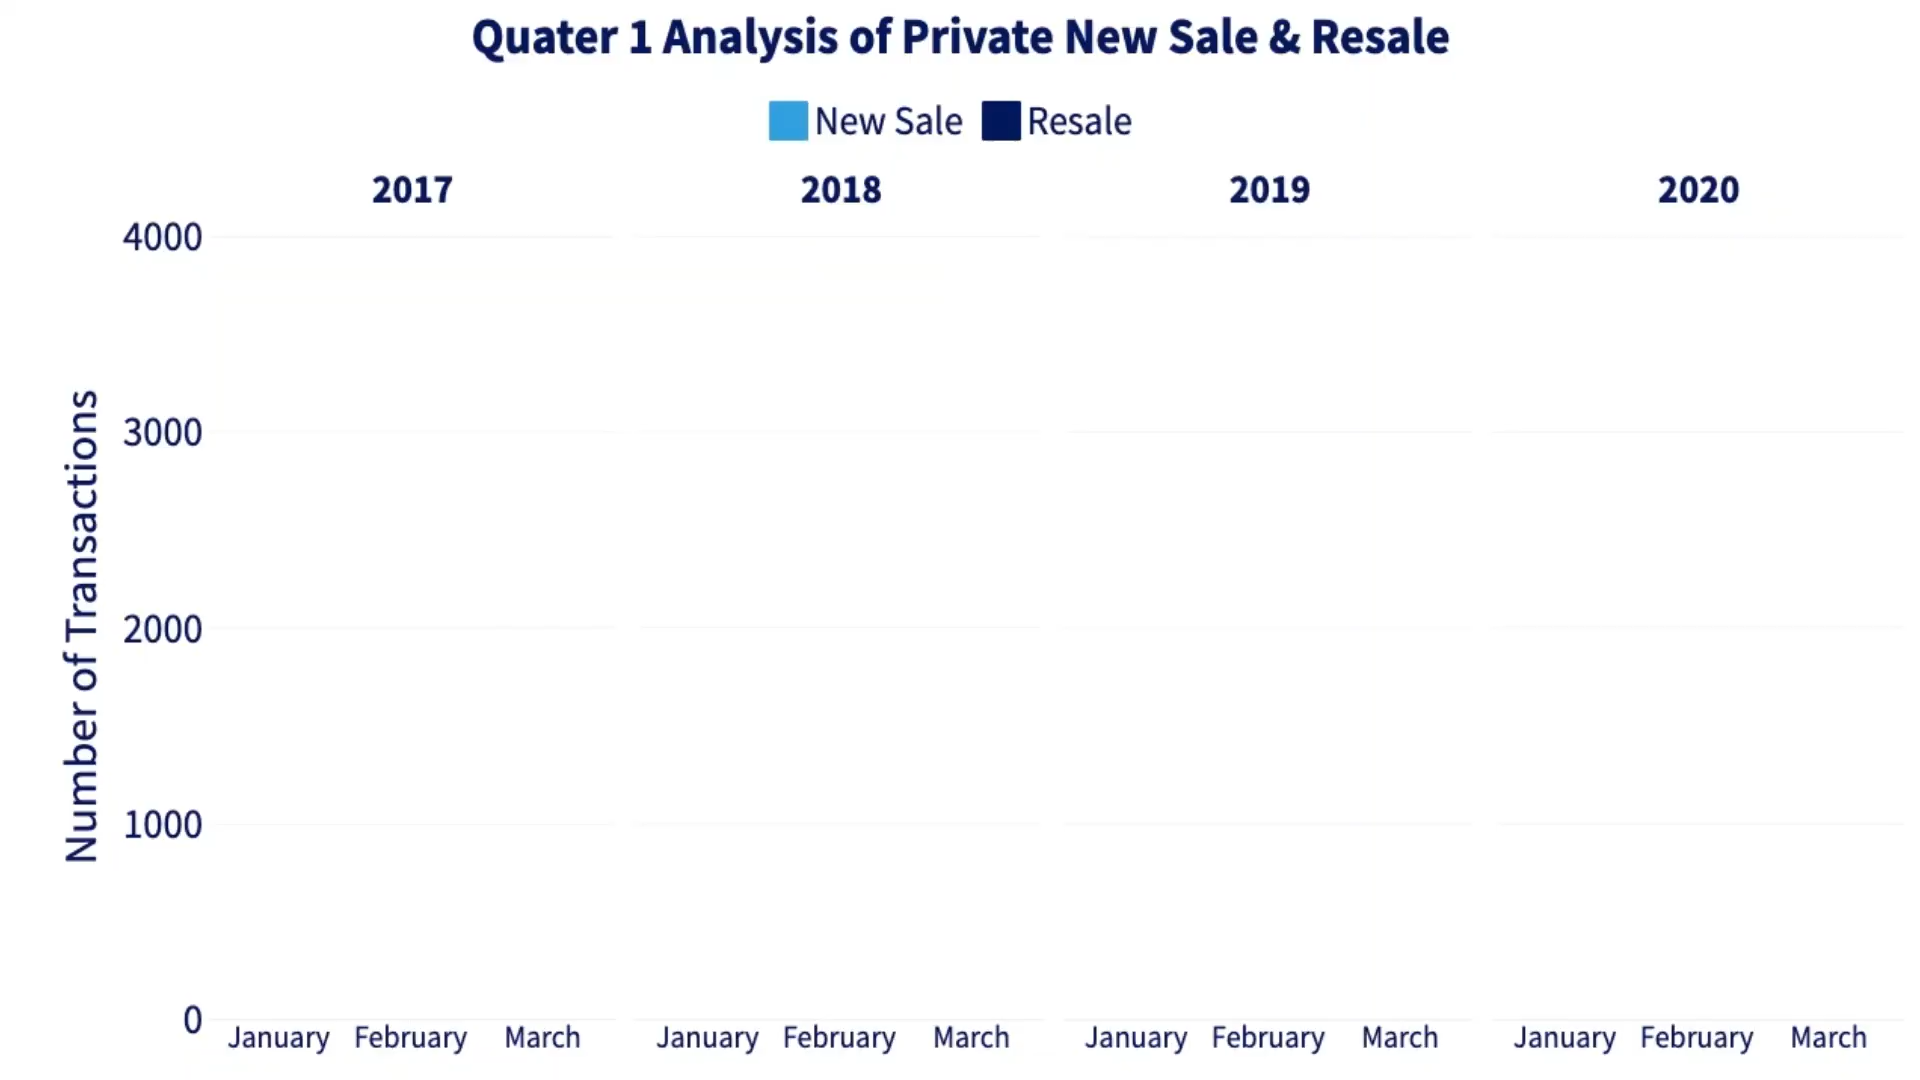 Quater 1 Analysis of Private New Sale & Resale
New Sale Resale
2017 2018 2019 2020
Number of Transactions
4000
3000
2000
1000
0
January February March January February March January February March January February March